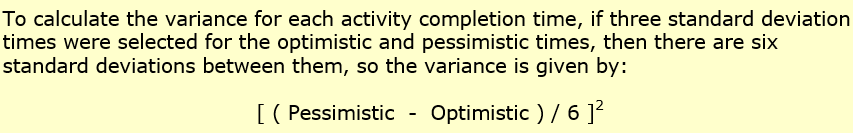 To calculate the variance for each activity completion time, if three standard deviation
times were selected for the optimistic and pessimistic times, then there are six
standard deviations between them, so the variance is given by:
[ ( Pessimistic - Optimistic ) / 6 ]²